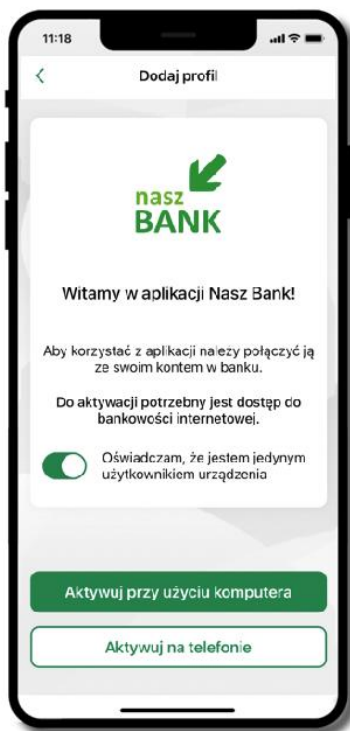 11:18
Dodaj profil
nasz
BANK
Witamy w aplikacji Nasz Bank!
Aby korzystać z aplikacji należy połączyć ją
ze swoim kontem w banku.
Do aktywacji potrzebny jest dostęp do
bankowości internetowej.
Oświadczam, że jestem jedynym
użytkownikiem urządzenia
Aktywuj przy użyciu komputera
Aktywuj na telefonie